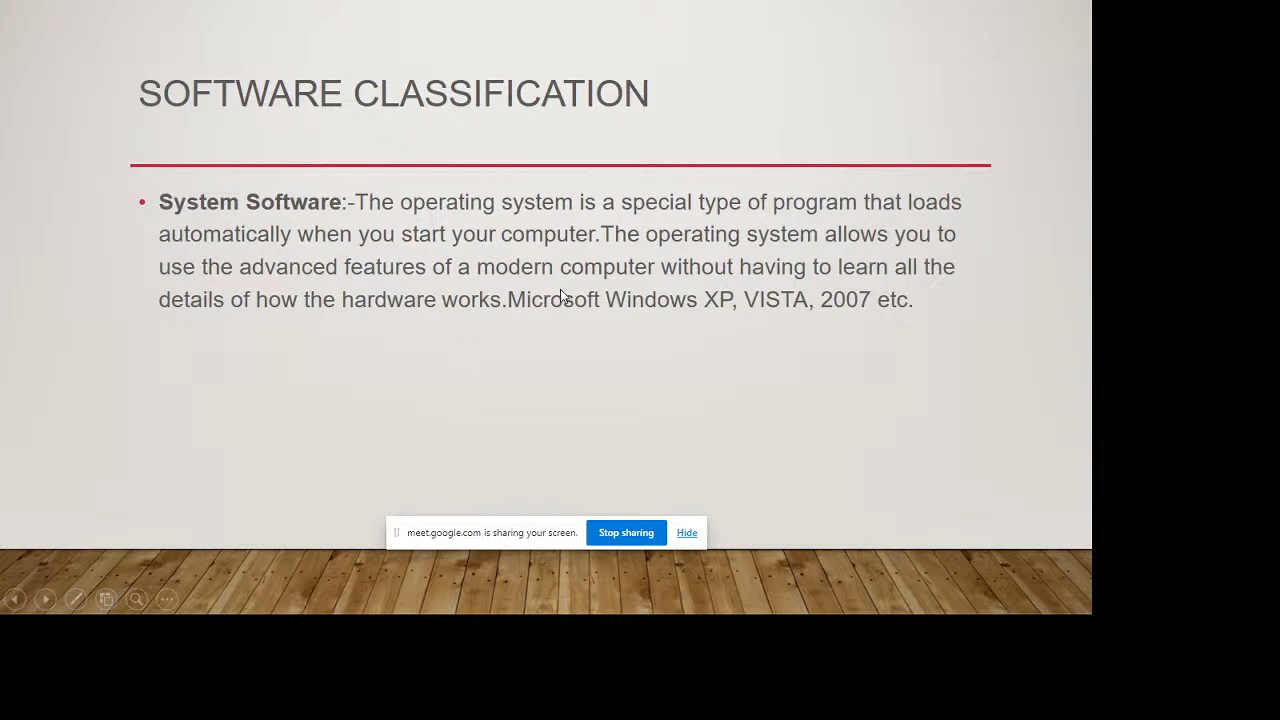 SOFTWARE CLASSIFICATION
• System Software:-The operating system is a special type of program that loads
automatically when you start your computer.The operating system allows you to
use the advanced features of a modern computer without having to learn all the
details of how the hardware works.Microsoft Windows XP, VISTA, 2007 etc.
meet.google.com is sharing your screen. Stop sharing Hide